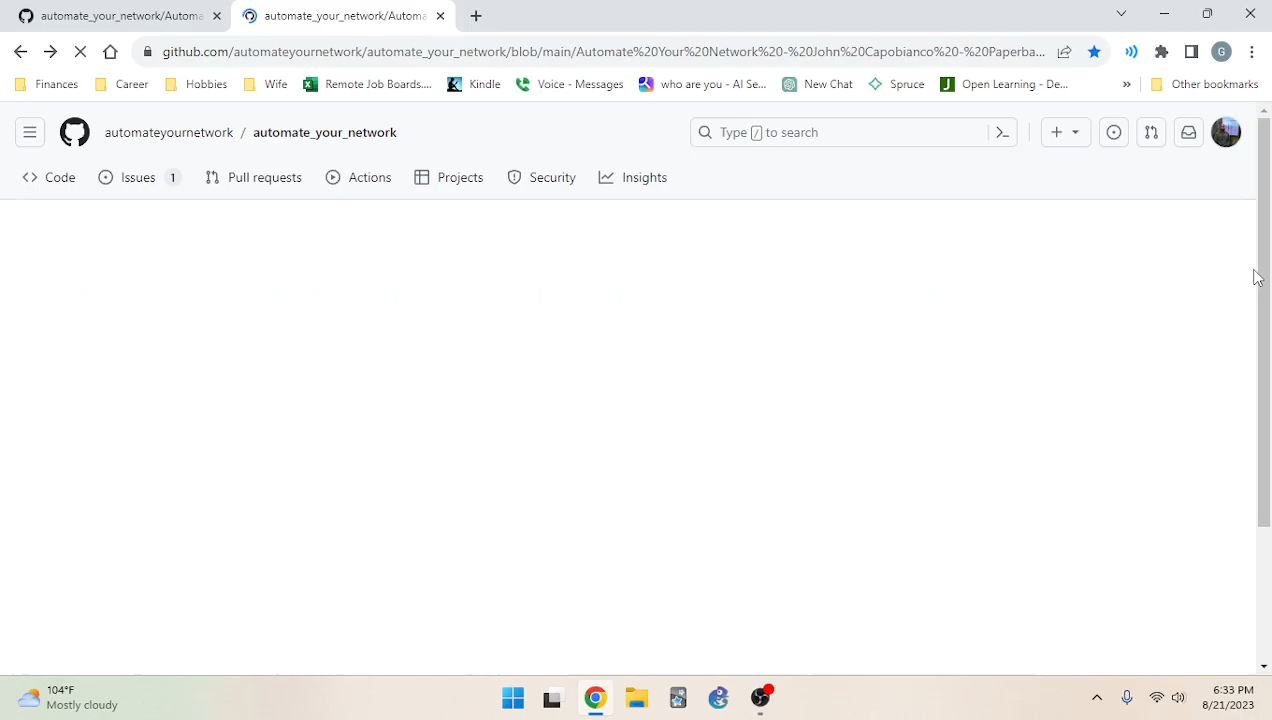 automate_your_network/Automa
automate_your_network/Automa
github.com/automateyournetwork/automate_your_network/blob/main/Automate%20Your%20Network%20-%20John%20Capobianco%20-%20Paperba...
G
Finances
Career
Hobbies
Wife
Remote Job Boards....
Kindle
Voice - Messages
who are you - AI Se...
New Chat
Spruce
J
Open Learning - De...
»
Other bookmarks
automateyournetwork / automate_your_network
Type / to search
Code
Issues 1
Pull requests
Actions
Projects
Security
Insights
104°F
Mostly cloudy
6:33 PM
8/21/2023